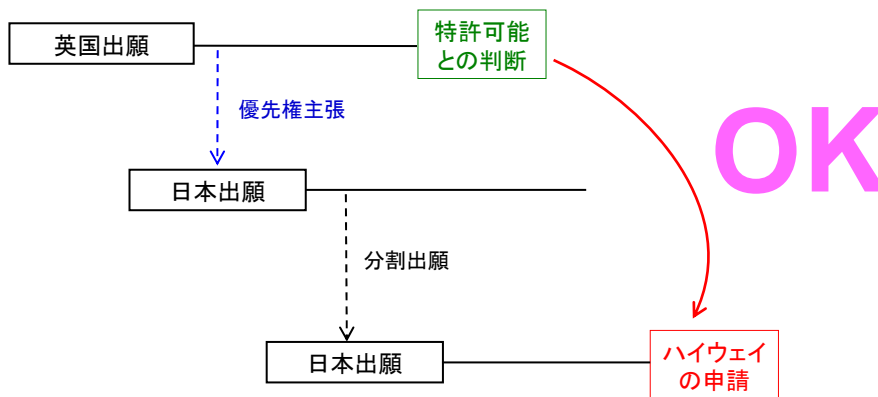 英国出願
特許可能
との判断
優先権主張
OK
日本出願
分割出願
日本出願
ハイウェイ
の申請